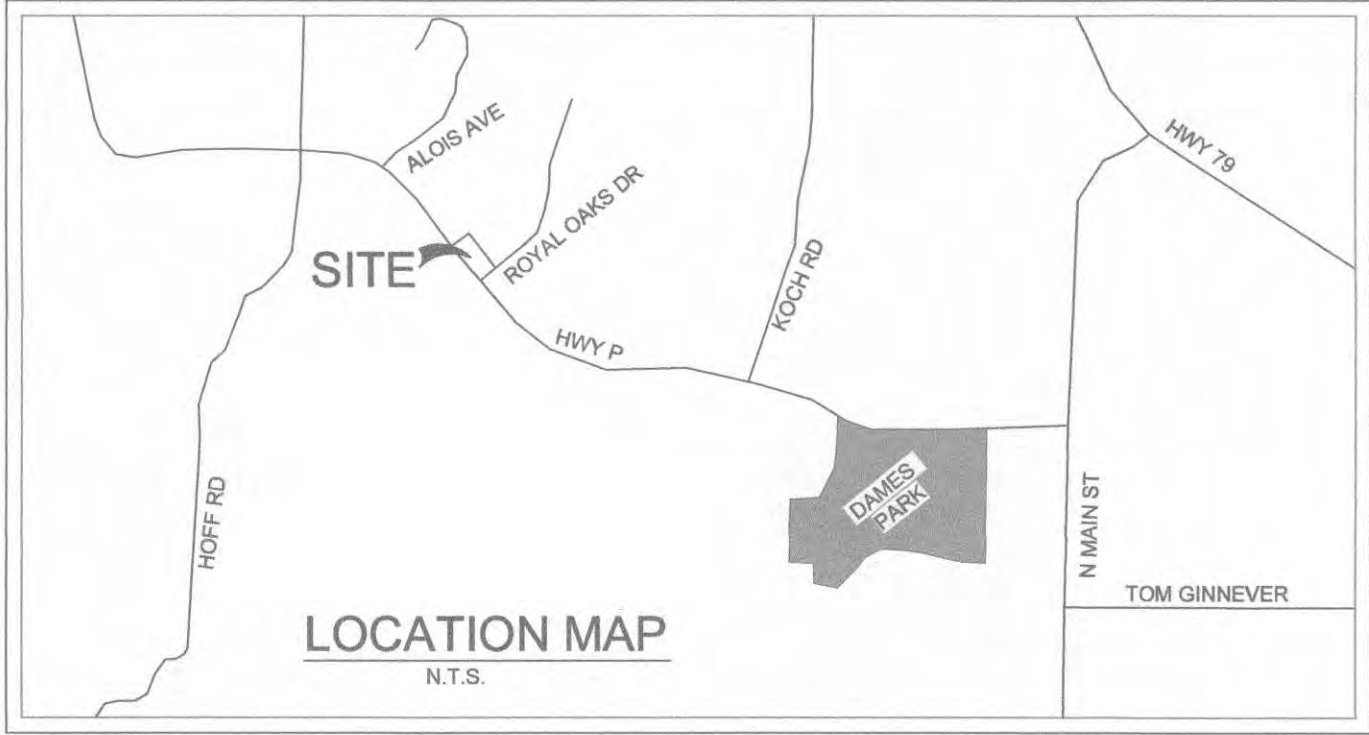 ALOIS AVE
HWY 79
ROYAL OAKS DR
SITE
KOCH RD
HWY P
DAMES
PARK
HOFF RD
N MAIN ST
TOM GINNEVER
LOCATION MAP
N.T.S.